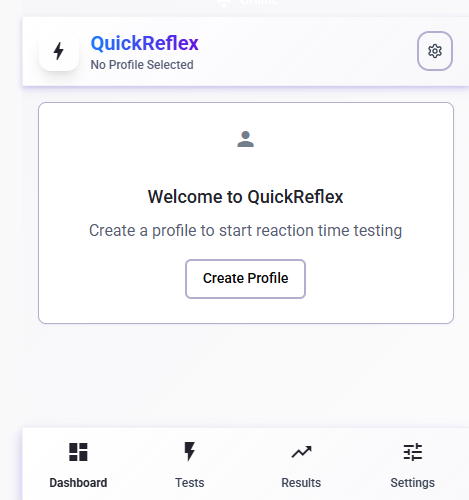 QuickReflex
No Profile Selected
Welcome to QuickReflex
Create a profile to start reaction time testing
Create Profile
Dashboard
Tests
Results
Settings